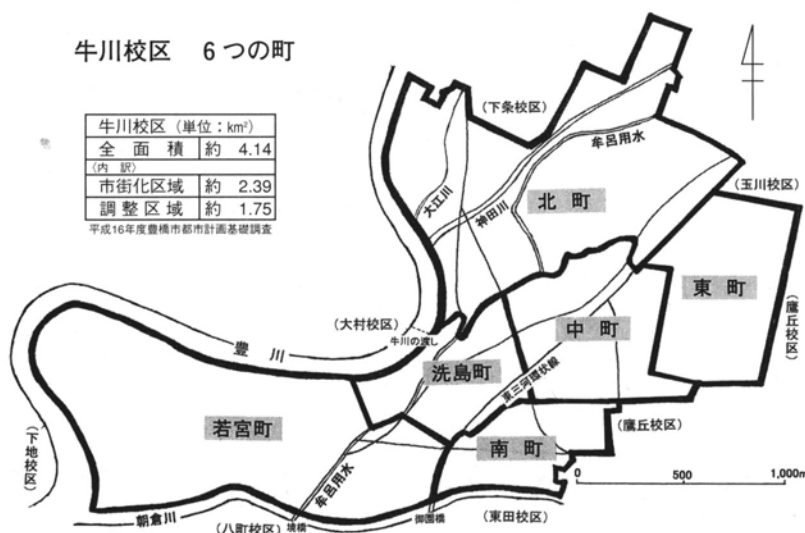 牛川校区 6つの町
牛川校区(単位:km²)
全面積 約 4.14
〈内訳〉
市街化区域 約 2.39
調整区域 約 1.75
平成16年度豊橋市都市計画基礎調査
(下条校区)
牟呂用水
(玉川校区)
大江川
神田川
北町
東町
(鷹丘校区)
(大村校区)
牛川の渡し
中町
豊川
洗島町
東三河環状線
若宮町
南町
(鷹丘校区)
(下地校区)
牟呂用水
0 500 1,000m
朝倉川
(八町校区)
境橋
御園橋
(東田校区)